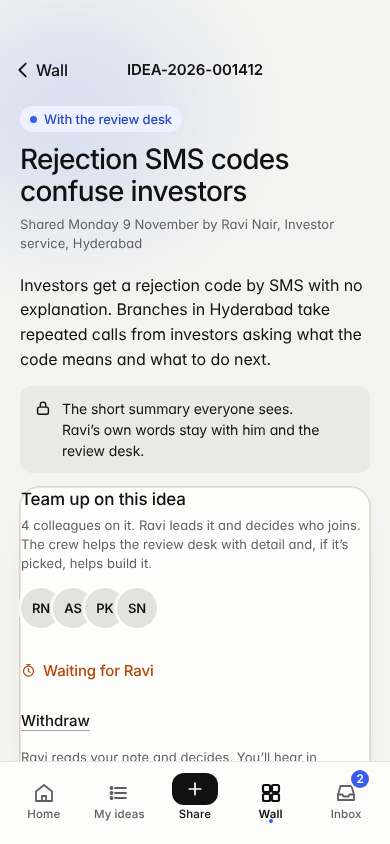 Wall
IDEA-2026-001412
With the review desk
Rejection SMS codes
confuse investors
Shared Monday 9 November by Ravi Nair, Investor
service, Hyderabad
Investors get a rejection code by SMS with no
explanation. Branches in Hyderabad take
repeated calls from investors asking what the
code means and what to do next.
The short summary everyone sees.
Ravi’s own words stay with him and the
review desk.
Team up on this idea
4 colleagues on it. Ravi leads it and decides who joins.
The crew helps the review desk with detail and, if it’s
picked, helps build it.
RN AS PK SN
Waiting for Ravi
Withdraw
Ravi reads your note and decides. You’ll hear in
2
Home My ideas Share Wall Inbox